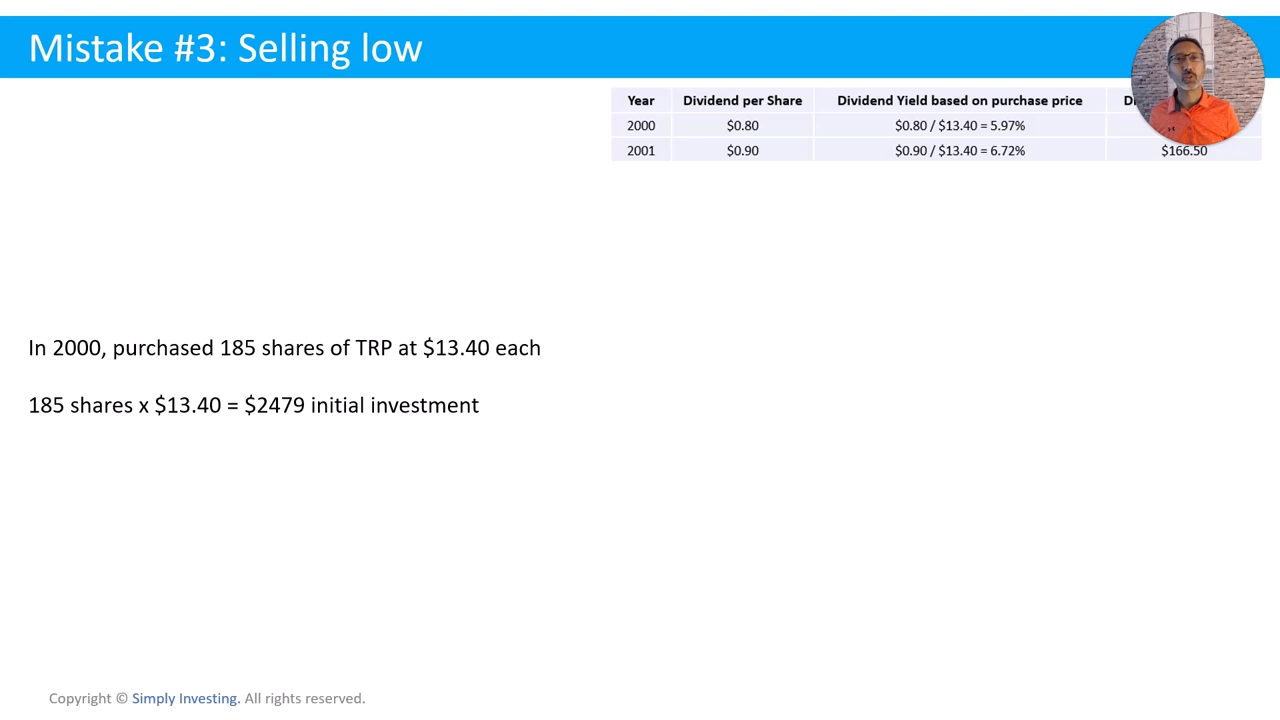 Mistake #3: Selling low
Year Dividend per Share Dividend Yield based on purchase price
2000 $0.80 $0.80 / $13.40 = 5.97%
2001 $0.90 $0.90 / $13.40 = 6.72% $166.50
In 2000, purchased 185 shares of TRP at $13.40 each
185 shares x $13.40 = $2479 initial investment
Copyright © Simply Investing. All rights reserved.